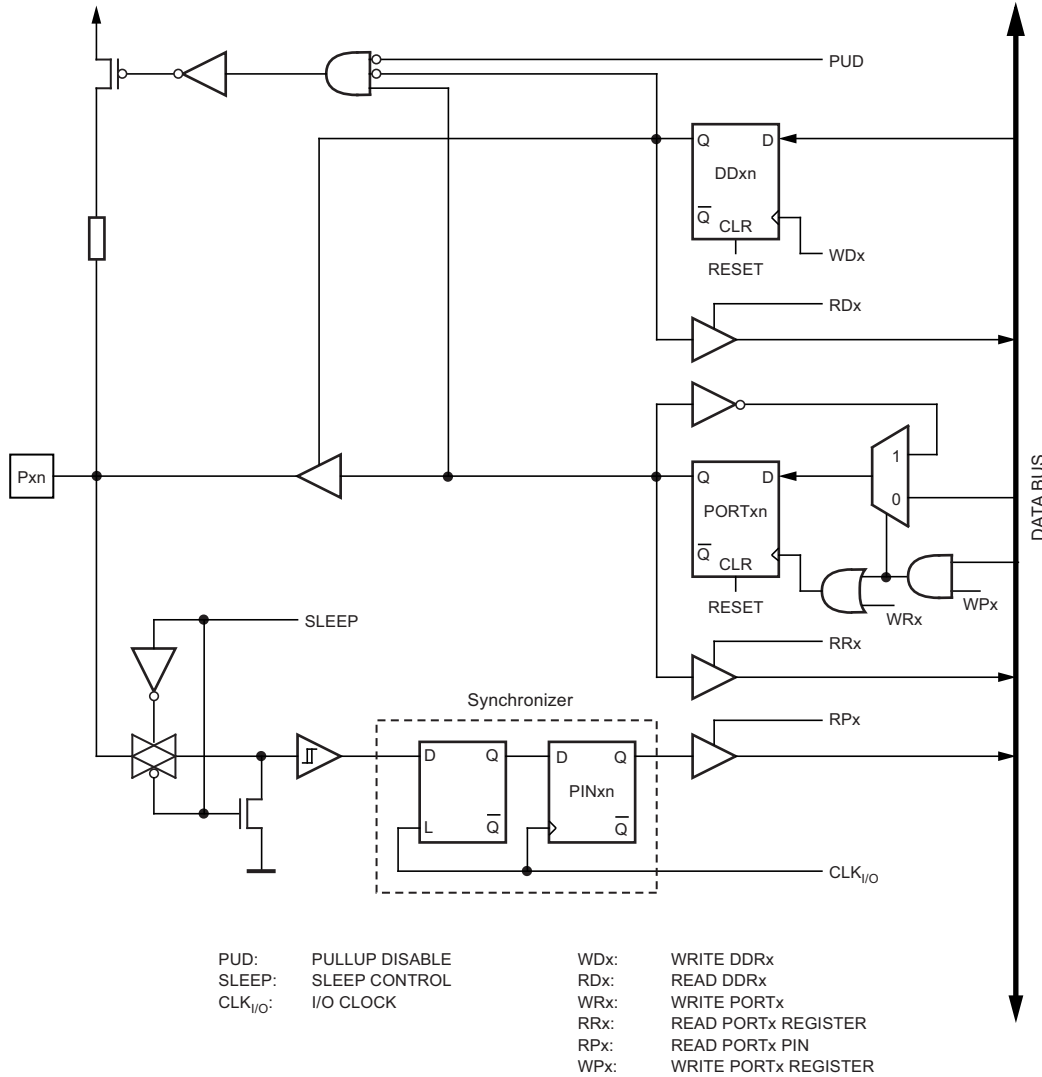 PUD
Q D
DDxn
Q
CLR
WDx
RESET
RDx
Pxn
1
Q D
0
PORTxn
Q
CLR
RESET
WRx
WPx
DATA BUS
SLEEP
RRx
Synchronizer
RPx
D Q D Q
PINxn
L Q Q
CLKI/O
PUD: PULLUP DISABLE
SLEEP: SLEEP CONTROL
CLKI/O: I/O CLOCK
WDx: WRITE DDRx
RDx: READ DDRx
WRx: WRITE PORTx
RRx: READ PORTx REGISTER
RPx: READ PORTx PIN
WPx: WRITE PORTx REGISTER